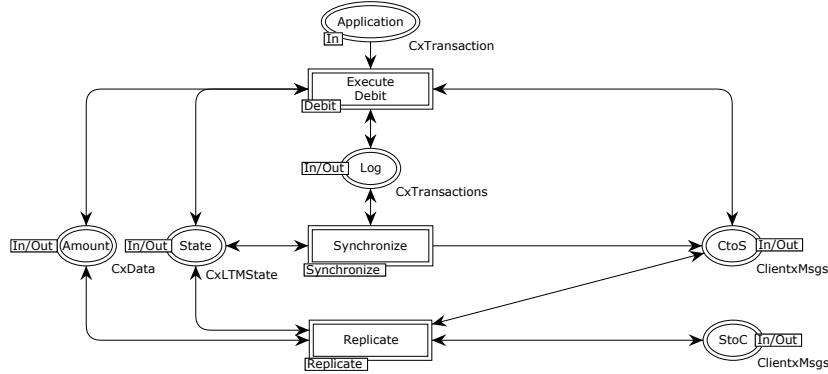 Application
In
CxTransaction
Execute
Debit
Debit
In/Out
Log
CxTransactions
In/Out
Amount
CxData
In/Out
State
CxLTMState
Synchronize
Synchronize
CtoS
In/Out
ClientxMsgs
Replicate
Replicate
StoC
In/Out
ClientxMsgs